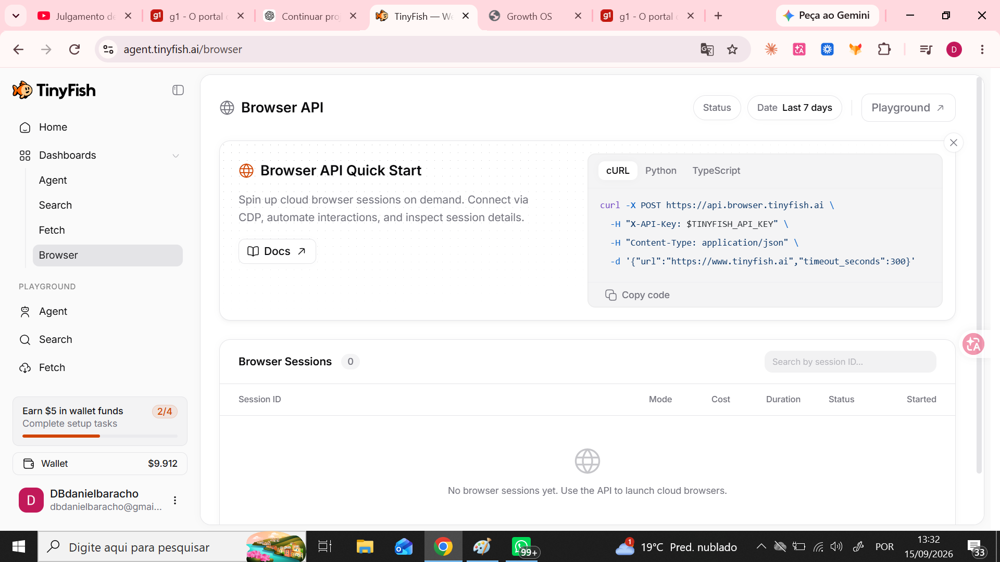 Julgamento de
g1 - O portal d
Continuar pro
TinyFish — We
Growth OS
g1 - O portal d
Peça ao Gemini
agent.tinyfish.ai/browser
D
TinyFish
Home
Dashboards
Agent
Search
Fetch
Browser
PLAYGROUND
Agent
Search
Fetch
Earn $5 in wallet funds
2/4
Complete setup tasks
Wallet
$9.912
D
DBdanielbaracho
dbdanielbaracho@gmai...
Browser API
Status
Date Last 7 days
Playground
Browser API Quick Start
Spin up cloud browser sessions on demand. Connect via
CDP, automate interactions, and inspect session details.
Docs
cURL Python TypeScript
curl -X POST https://api.browser.tinyfish.ai \
-H "X-API-Key: $TINYFISH_API_KEY" \
-H "Content-Type: application/json" \
-d '{"url":"https://www.tinyfish.ai","timeout_seconds":300}'
Copy code
Browser Sessions 0
Search by session ID...
Session ID Mode Cost Duration Status Started
No browser sessions yet. Use the API to launch cloud browsers.
Digite aqui para pesquisar
99+
1
19°C Pred. nublado
POR
13:32
15/09/2026
33